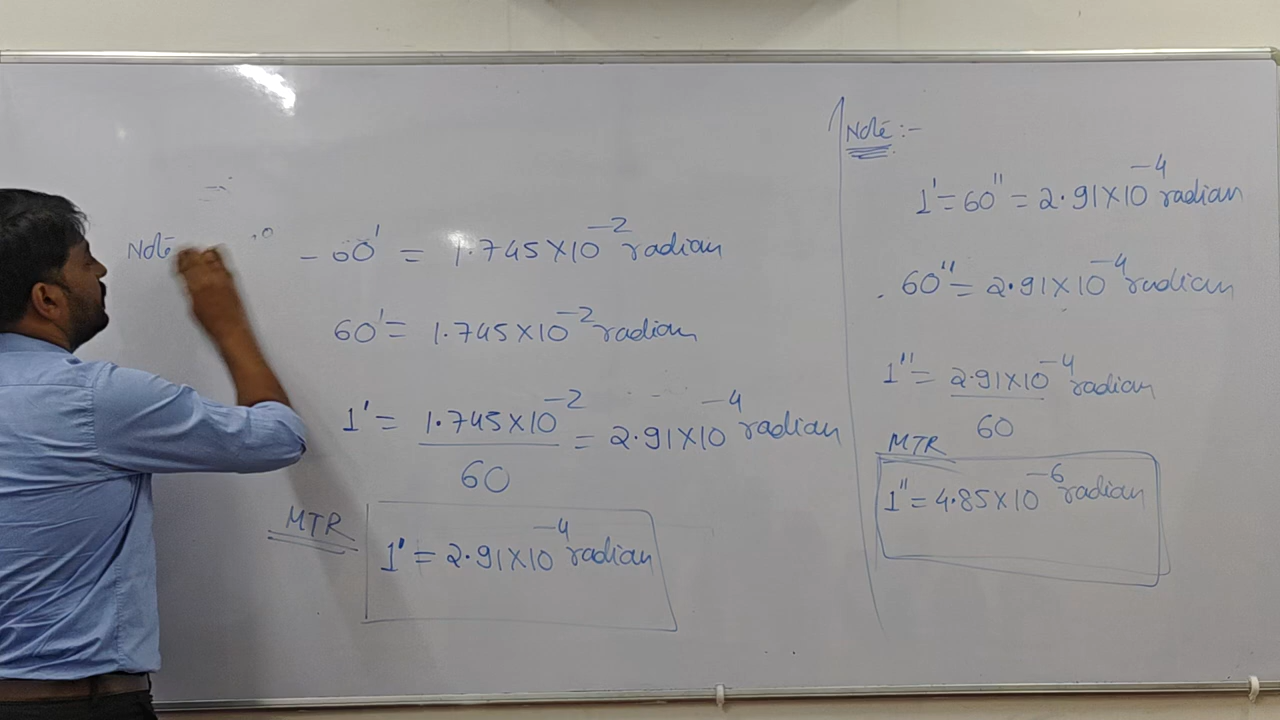 Note
- 60' = 1.745×10⁻² radian
60' = 1.745×10⁻² radian
1' = 1.745×10⁻² / 60 = 2.91×10⁻⁴ radian
MTR
1' = 2.91×10⁻⁴ radian
Note :-
1' = 60'' = 2.91×10⁻⁴ radian
60'' = 2.91×10⁻⁴ radian
1'' = 2.91×10⁻⁴ / 60 radian
MTR
1'' = 4.85×10⁻⁶ radian